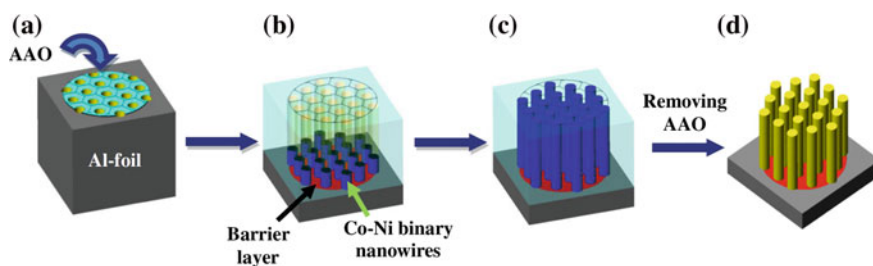 (a)
(b)
(c)
(d)
AAO
Al-foil
Removing
AAO
Barrier
layer
Co-Ni binary
nanowires